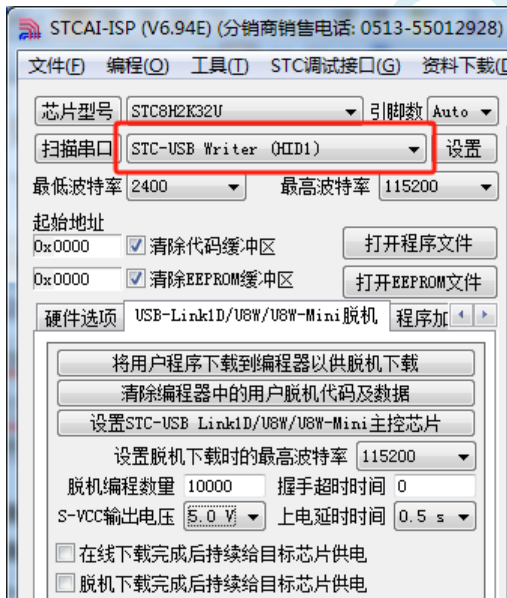 STCAI-ISP (V6.94E) (分销商销售电话: 0513-55012928)
文件(F) 编程(O) 工具(T) STC调试接口(G) 资料下载(
芯片型号 STC8H2K32U 引脚数 Auto
扫描串口 STC-USB Writer (HID1) 设置
最低波特率 2400 最高波特率 115200
起始地址
0x0000 清除代码缓冲区 打开程序文件
0x0000 清除EEPROM缓冲区 打开EEPROM文件
硬件选项 USB-Link1D/U8W/U8W-Mini脱机 程序加
将用户程序下载到编程器以供脱机下载
清除编程器中的用户脱机代码及数据
设置STC-USB Link1D/U8W/U8W-Mini主控芯片
设置脱机下载时的最高波特率 115200
脱机编程数量 10000 握手超时时间 0
S-VCC输出电压 5.0 V 上电延时时间 0.5 s
在线下载完成后持续给目标芯片供电
脱机下载完成后持续给目标芯片供电